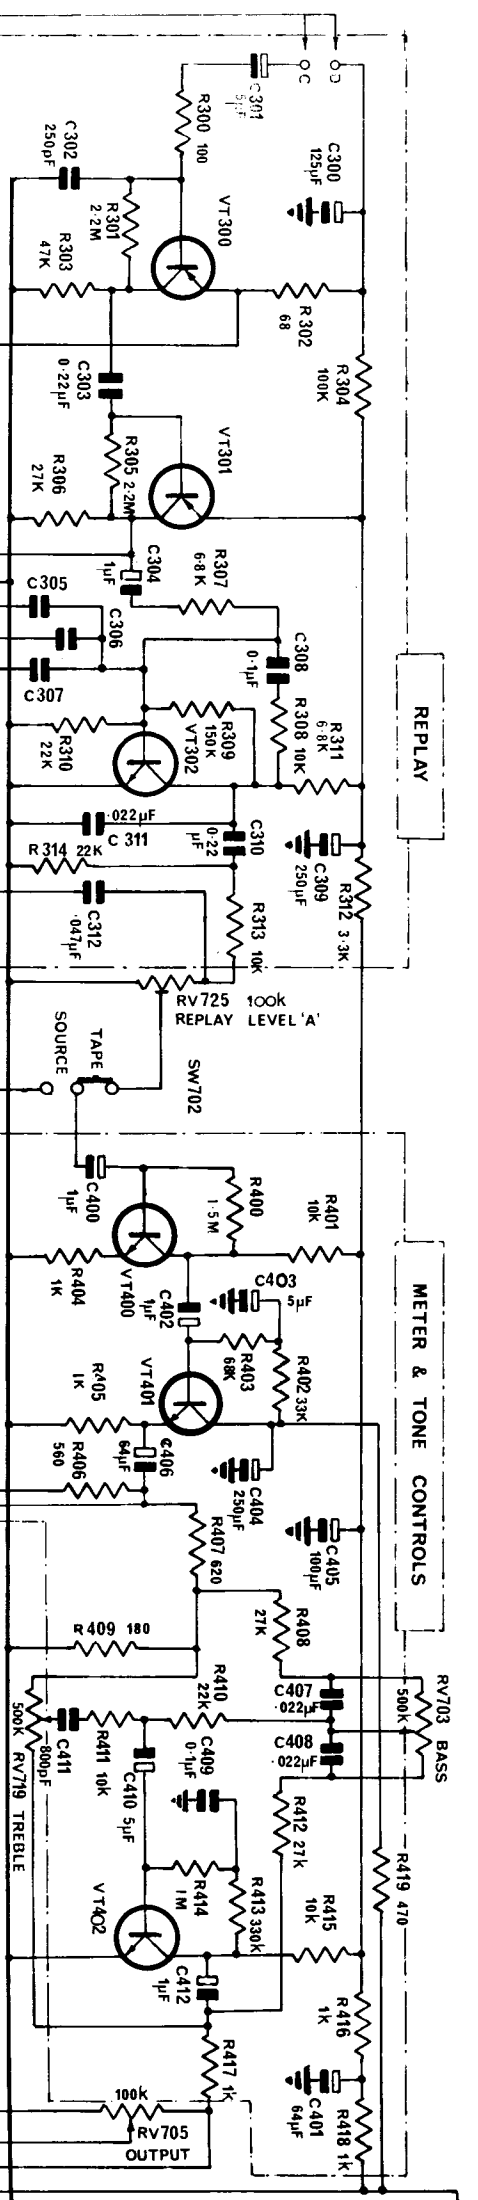 C
D
C301
5µF
R300 100
C300
125µF
C302
250pF
R301
2·2M
VT300
R303
47K
R302
68
C303
0·22µF
R304
100K
VT301
R305 2·2M
R306
27K
C304
1µF
R307
6·8K
C305
C306
C307
C308
0·1µF
R308 10K
R311
6·8K
R309
150K
VT302
R310
22K
REPLAY
·022µF
C311
C310
0·22
µF
C309
250µF
R312 3·3K
R314 22K
C312
·047µF
R313
10K
RV725 100k
REPLAY LEVEL 'A'
SOURCE
TAPE
SW702
C400
1µF
R400
1·5M
R401
10K
VT400
R404
1K
C402
1µF
C403
5µF
R403
68K
R402 33K
VT401
R405
1K
METER & TONE CONTROLS
R406
560
C406
64µF
C404
250µF
C405
100µF
R407 620
R408
27K
R409 180
R410
22K
C407
·022µF
RV703 BASS
500K
C408
·022µF
C409
0·1µF
500K RV719 TREBLE
C411
800pF
R411 10K
C410 5µF
R412 27k
R414
1M
R413 330k
R415
10k
R419 470
VT402
C412
1µF
R416
1k
R417 1k
C401
64µF
R418 1k
100k
RV705
OUTPUT